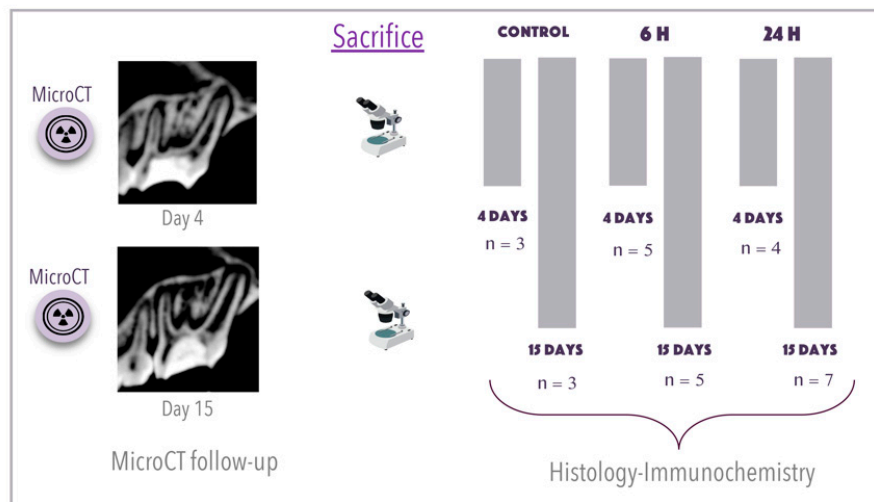 Sacrifice
CONTROL
6 H
24 H
MicroCT
Day 4
4 DAYS
n = 3
4 DAYS
n = 5
4 DAYS
n = 4
MicroCT
Day 15
15 DAYS
n = 3
15 DAYS
n = 5
15 DAYS
n = 7
MicroCT follow-up
Histology-Immunochemistry